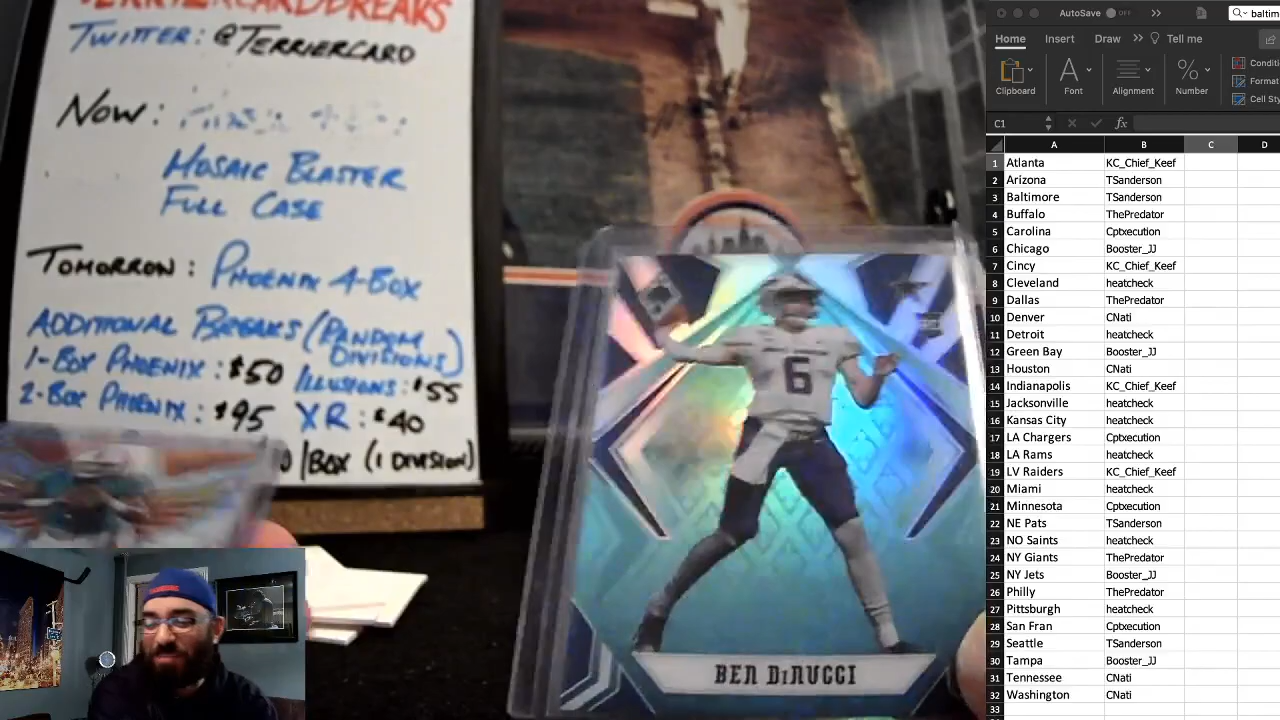 TERRIERCARDBREAKS
TWITTER: @TERRIERCARD
NOW:
MOSAIC BLASTER
FULL CASE
TOMORROW: PHOENIX 4-BOX
ADDITIONAL BREAKS (RANDOM DIVISIONS)
1-BOX PHOENIX: $50 ILLUSIONS: $55
2-BOX PHOENIX: $95 XR: $40
/BOX (1 DIVISION)
6
BEN DiNUCCI
AutoSave OFF
baltim
Home Insert Draw Tell me
Clipboard Font Alignment Number
Conditi
Format
Cell Sty
C1 fx
A B C D
1 Atlanta KC_Chief_Keef
2 Arizona TSanderson
3 Baltimore TSanderson
4 Buffalo ThePredator
5 Carolina Cptxecution
6 Chicago Booster_JJ
7 Cincy KC_Chief_Keef
8 Cleveland heatcheck
9 Dallas ThePredator
10 Denver CNati
11 Detroit heatcheck
12 Green Bay Booster_JJ
13 Houston CNati
14 Indianapolis KC_Chief_Keef
15 Jacksonville heatcheck
16 Kansas City heatcheck
17 LA Chargers Cptxecution
18 LA Rams heatcheck
19 LV Raiders KC_Chief_Keef
20 Miami heatcheck
21 Minnesota Cptxecution
22 NE Pats TSanderson
23 NO Saints heatcheck
24 NY Giants ThePredator
25 NY Jets Booster_JJ
26 Philly ThePredator
27 Pittsburgh heatcheck
28 San Fran Cptxecution
29 Seattle TSanderson
30 Tampa Booster_JJ
31 Tennessee CNati
32 Washington CNati
33